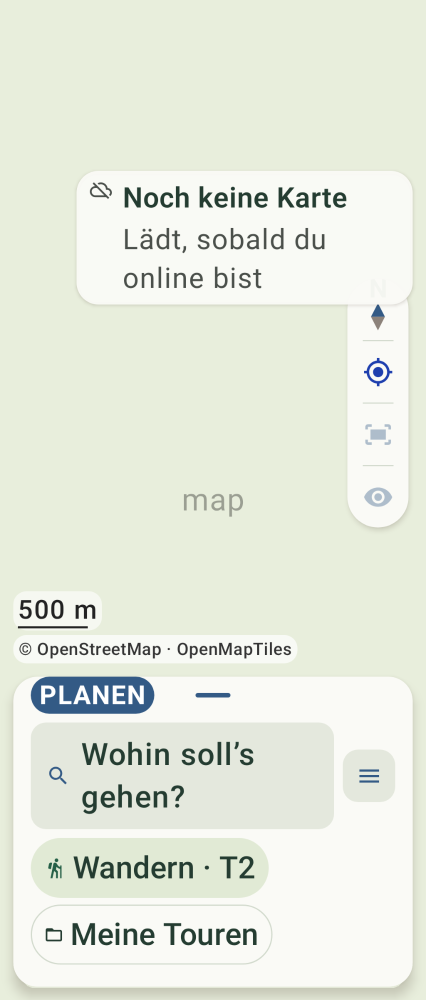 Noch keine Karte
Lädt, sobald du
online bist
N
map
500 m
© OpenStreetMap · OpenMapTiles
PLANEN
Wohin soll’s
gehen?
Wandern · T2
Meine Touren